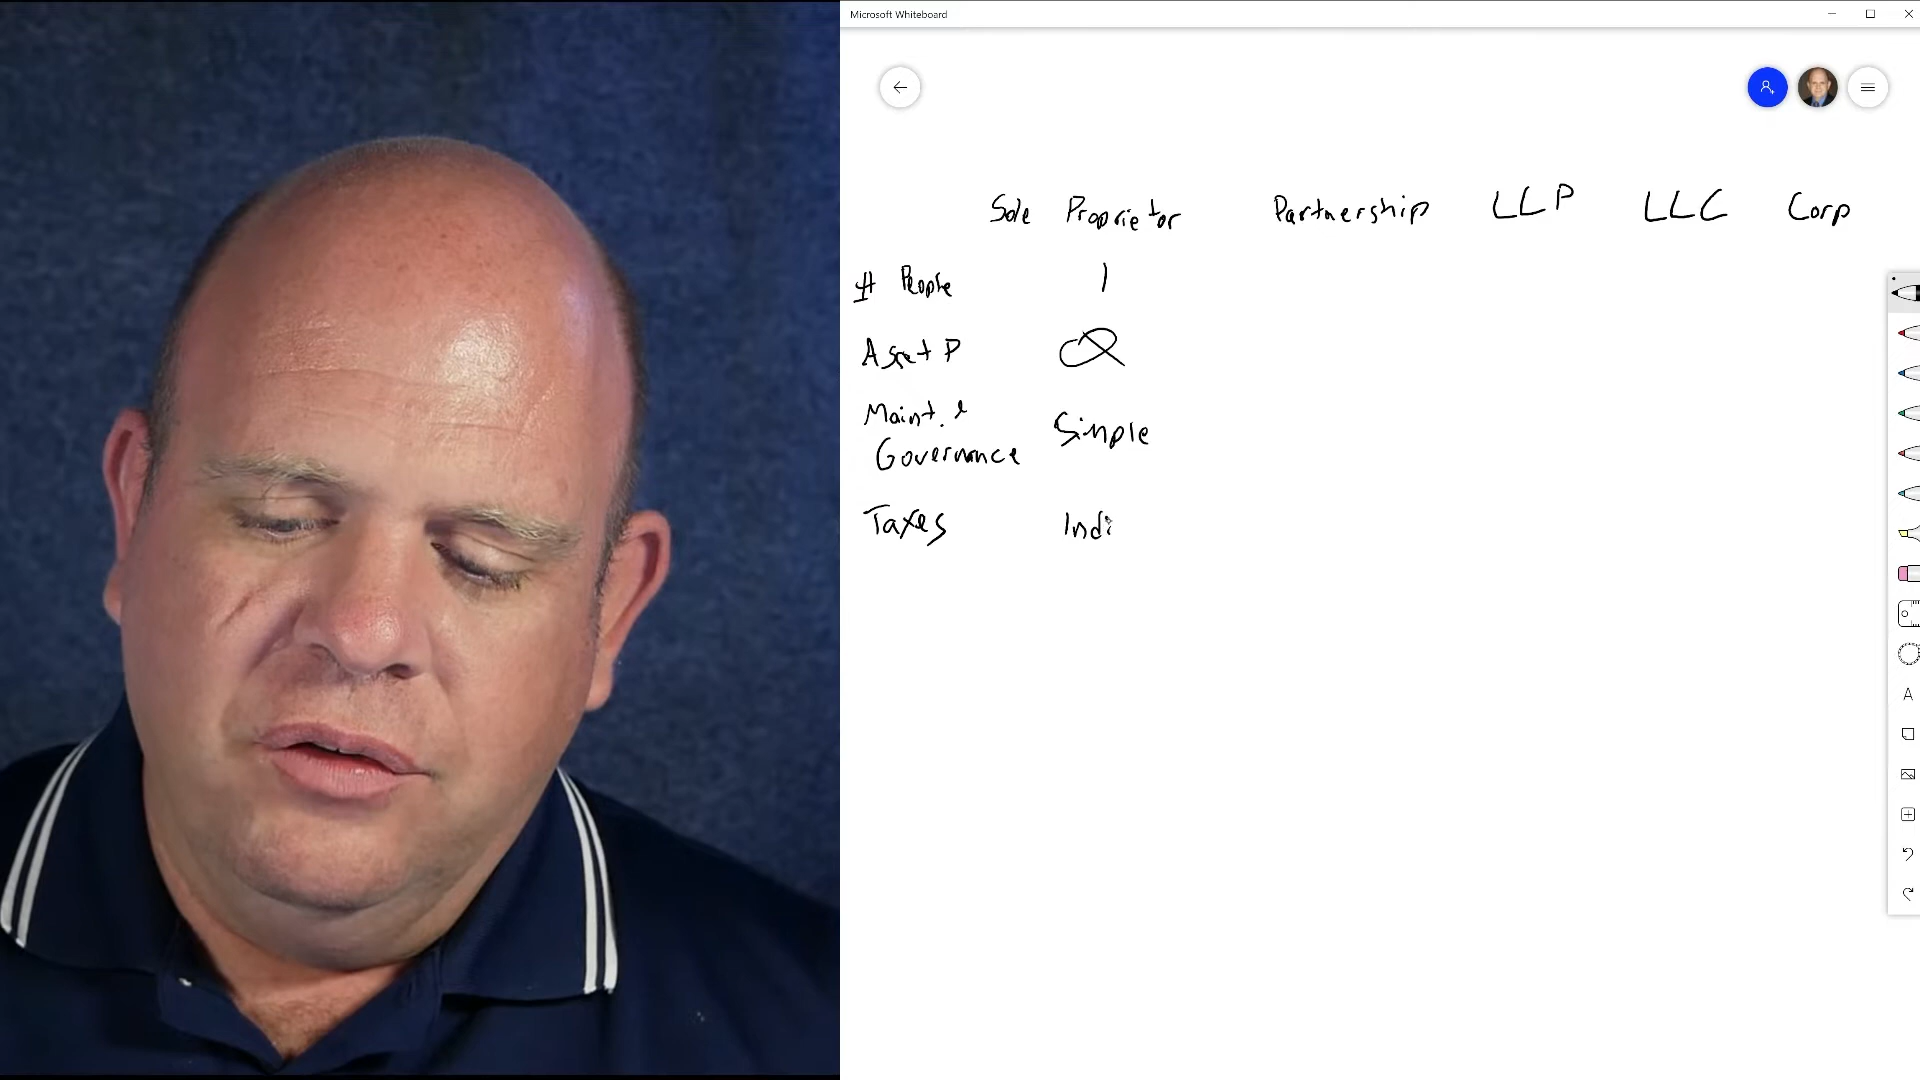 Microsoft Whiteboard
Sole Proprietor Partnership LLP LLC Corp
# People 1
Asset P
Maint. &
Governance Simple
Taxes Indi
A